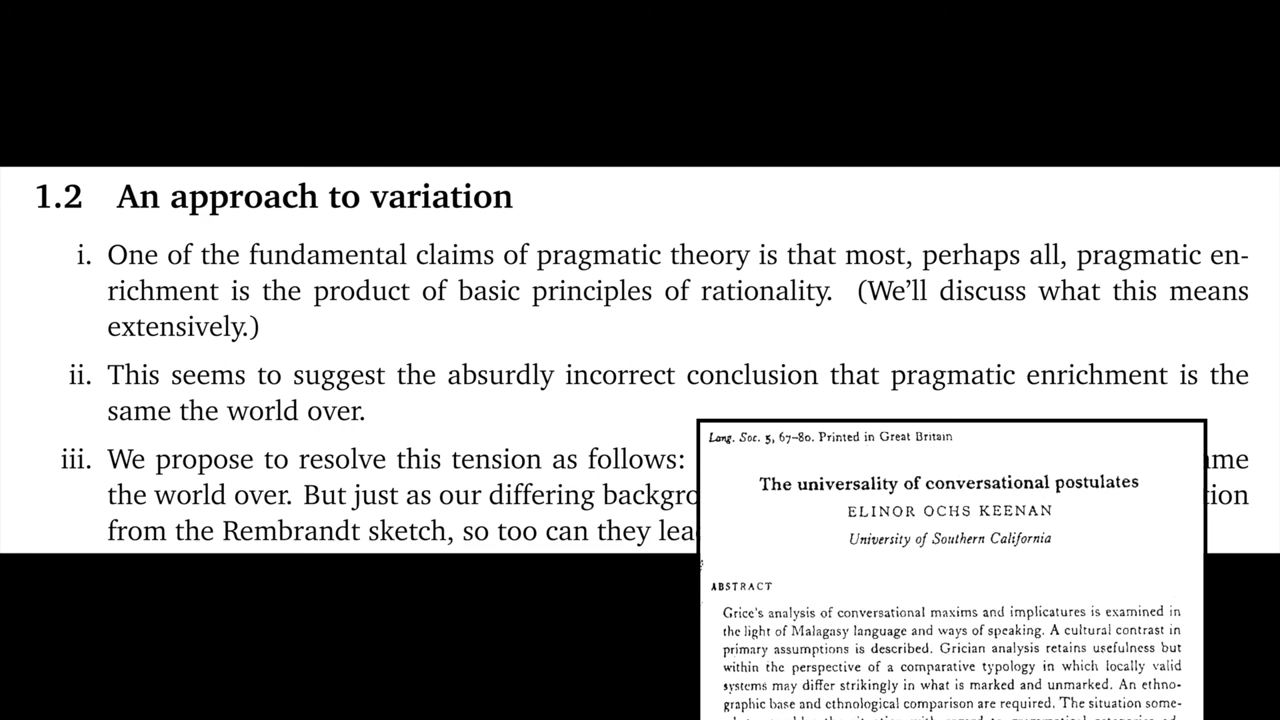 1.2 An approach to variation
i. One of the fundamental claims of pragmatic theory is that most, perhaps all, pragmatic en-
richment is the product of basic principles of rationality. (We'll discuss what this means
extensively.)
ii. This seems to suggest the absurdly incorrect conclusion that pragmatic enrichment is the
same the world over.
iii. We propose to resolve this tension as follows:
the world over. But just as our differing
from the Rembrandt sketch, so too can they
Lang. Soc. 5, 67–80. Printed in Great Britain
The universality of conversational postulates
ELINOR OCHS KEENAN
University of Southern California
ABSTRACT
Grice's analysis of conversational maxims and implicatures is examined in
the light of Malagasy language and ways of speaking. A cultural contrast in
primary assumptions is described. Grician analysis retains usefulness but
within the perspective of a comparative typology in which locally valid
systems may differ strikingly in what is marked and unmarked. An ethno-
graphic base and ethnological comparison are required. The situation some-